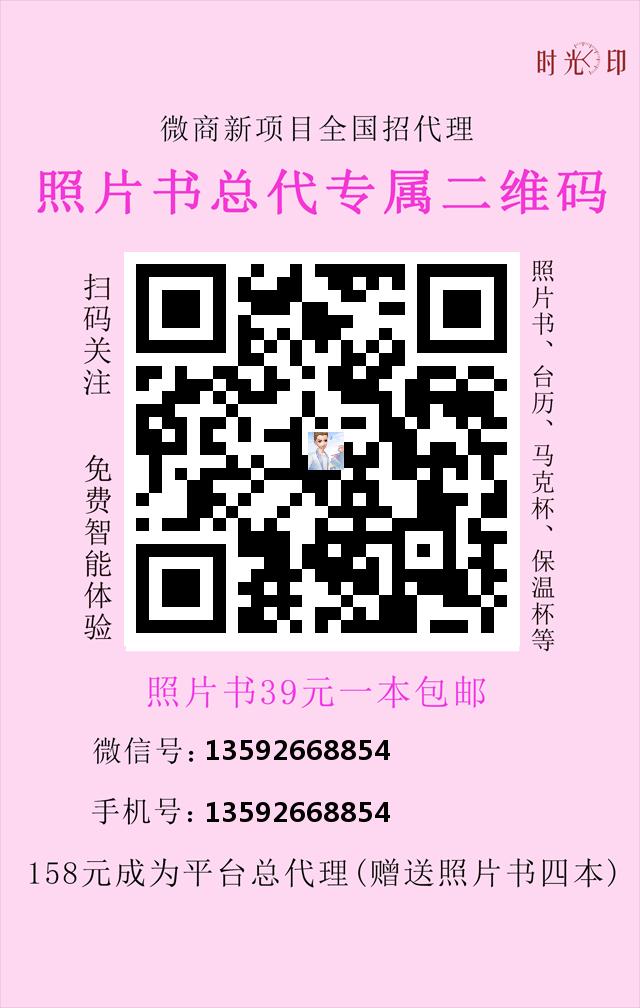 时光印
微商新项目全国招代理
照片书总代专属二维码
扫码关注
免费智能体验
照片书、台历、马克杯、保温杯等
照片书39元一本包邮
微信号:13592668854
手机号:13592668854
158元成为平台总代理(赠送照片书四本)